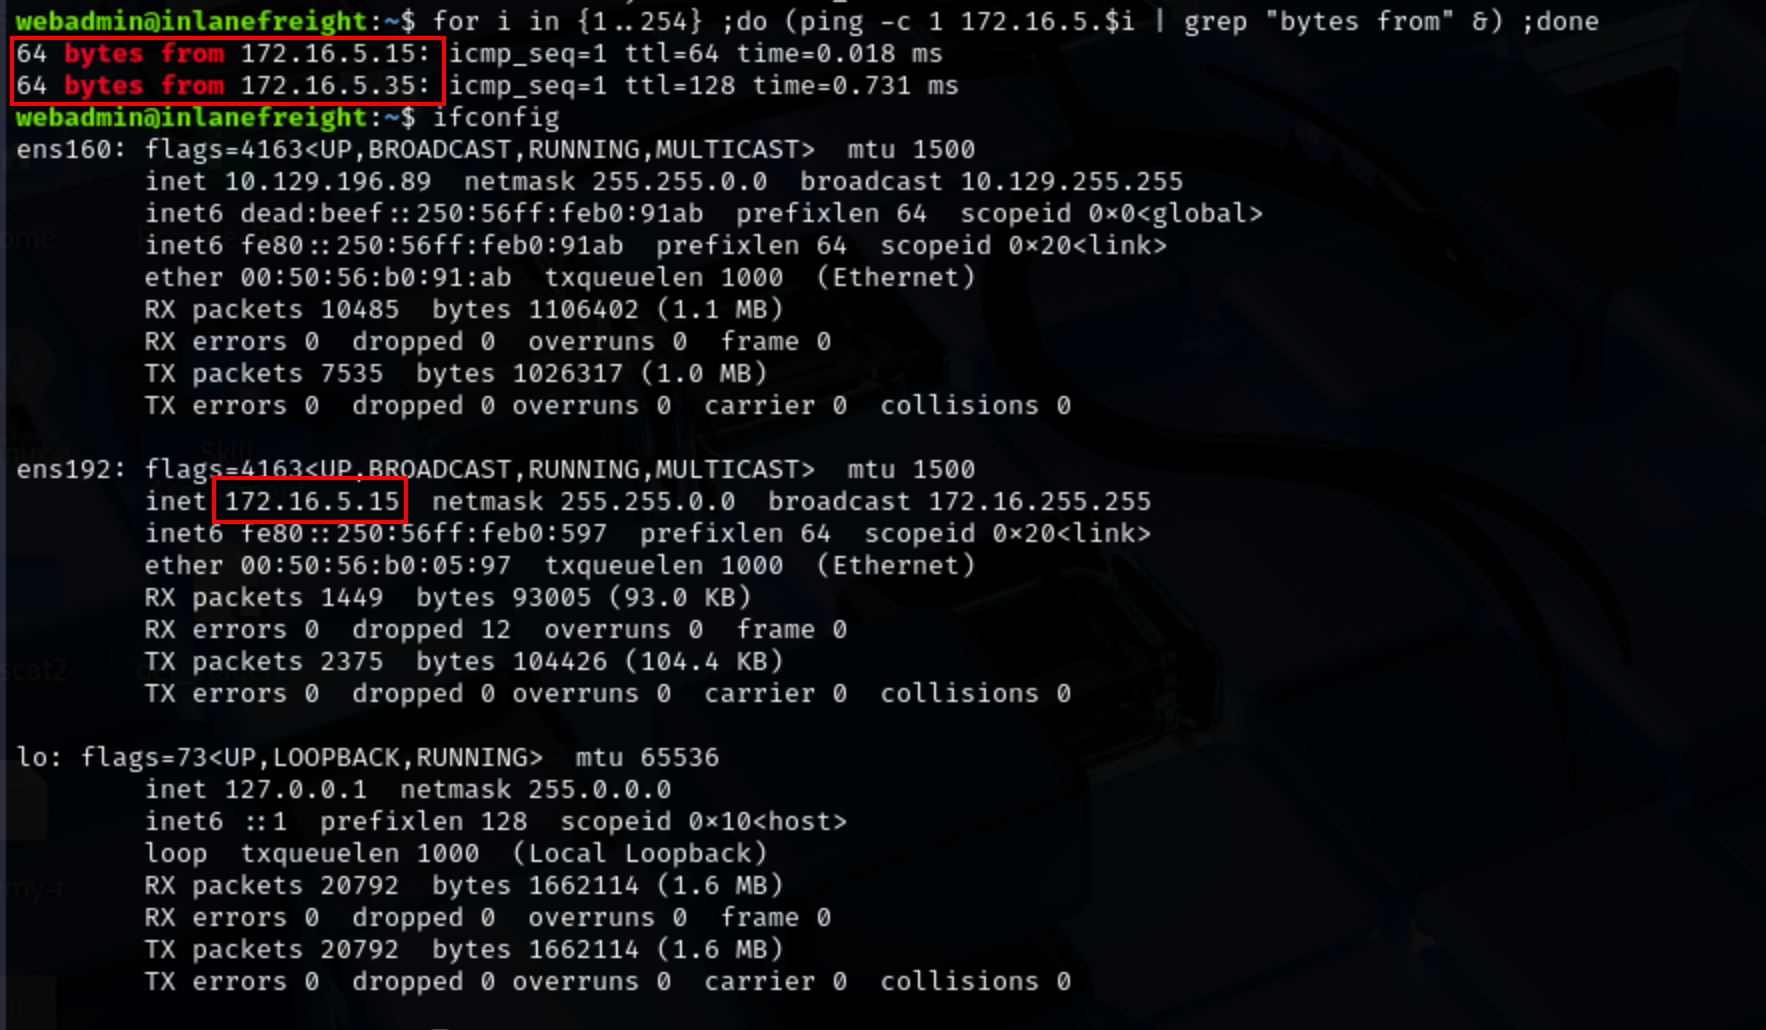 webadmin@inlanefreight:~$ for i in {1..254} ;do (ping -c 1 172.16.5.$i | grep "bytes from" &) ;done
64 bytes from 172.16.5.15: icmp_seq=1 ttl=64 time=0.018 ms
64 bytes from 172.16.5.35: icmp_seq=1 ttl=128 time=0.731 ms
webadmin@inlanefreight:~$ ifconfig
ens160: flags=4163<UP,BROADCAST,RUNNING,MULTICAST>  mtu 1500
        inet 10.129.196.89  netmask 255.255.0.0  broadcast 10.129.255.255
        inet6 dead:beef::250:56ff:feb0:91ab  prefixlen 64  scopeid 0×0<global>
        inet6 fe80::250:56ff:feb0:91ab  prefixlen 64  scopeid 0×20<link>
        ether 00:50:56:b0:91:ab  txqueuelen 1000  (Ethernet)
        RX packets 10485  bytes 1106402 (1.1 MB)
        RX errors 0  dropped 0  overruns 0  frame 0
        TX packets 7535  bytes 1026317 (1.0 MB)
        TX errors 0  dropped 0 overruns 0  carrier 0  collisions 0
ens192: flags=4163<UP,BROADCAST,RUNNING,MULTICAST>  mtu 1500
        inet 172.16.5.15  netmask 255.255.0.0  broadcast 172.16.255.255
        inet6 fe80::250:56ff:feb0:597  prefixlen 64  scopeid 0×20<link>
        ether 00:50:56:b0:05:97  txqueuelen 1000  (Ethernet)
        RX packets 1449  bytes 93005 (93.0 KB)
        RX errors 0  dropped 12  overruns 0  frame 0
        TX packets 2375  bytes 104426 (104.4 KB)
        TX errors 0  dropped 0 overruns 0  carrier 0  collisions 0
lo: flags=73<UP,LOOPBACK,RUNNING>  mtu 65536
        inet 127.0.0.1  netmask 255.0.0.0
        inet6 ::1  prefixlen 128  scopeid 0×10<host>
        loop  txqueuelen 1000  (Local Loopback)
        RX packets 20792  bytes 1662114 (1.6 MB)
        RX errors 0  dropped 0  overruns 0  frame 0
        TX packets 20792  bytes 1662114 (1.6 MB)
        TX errors 0  dropped 0 overruns 0  carrier 0  collisions 0